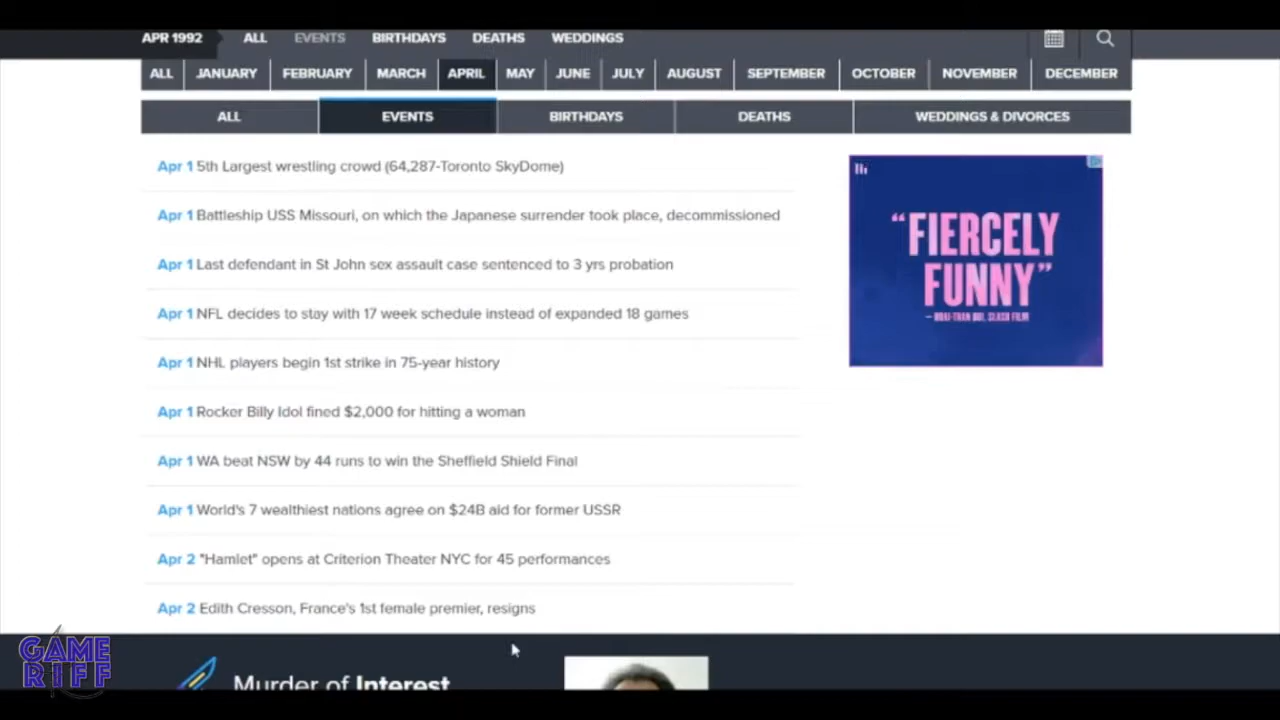 APR 1992 ALL EVENTS BIRTHDAYS DEATHS WEDDINGS
ALL JANUARY FEBRUARY MARCH APRIL MAY JUNE JULY AUGUST SEPTEMBER OCTOBER NOVEMBER DECEMBER
ALL EVENTS BIRTHDAYS DEATHS WEDDINGS & DIVORCES
Apr 1 5th Largest wrestling crowd (64,287-Toronto SkyDome)
Apr 1 Battleship USS Missouri, on which the Japanese surrender took place, decommissioned
Apr 1 Last defendant in St John sex assault case sentenced to 3 yrs probation
Apr 1 NFL decides to stay with 17 week schedule instead of expanded 18 games
Apr 1 NHL players begin 1st strike in 75-year history
Apr 1 Rocker Billy Idol fined $2,000 for hitting a woman
Apr 1 WA beat NSW by 44 runs to win the Sheffield Shield Final
Apr 1 World's 7 wealthiest nations agree on $24B aid for former USSR
Apr 2 "Hamlet" opens at Criterion Theater NYC for 45 performances
Apr 2 Edith Cresson, France's 1st female premier, resigns
“FIERCELY
FUNNY”
SLASH FILM
Murder of Interest
GAME
RIFF